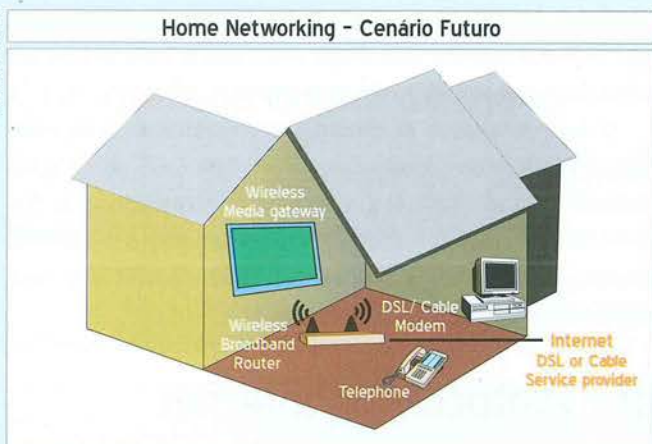 Home Networking - Cenário Futuro
Wireless
Media gateway
DSL/ Cable
Modem
Wireless
Broadband
Router
Internet
DSL or Cable
Service provider
Telephone